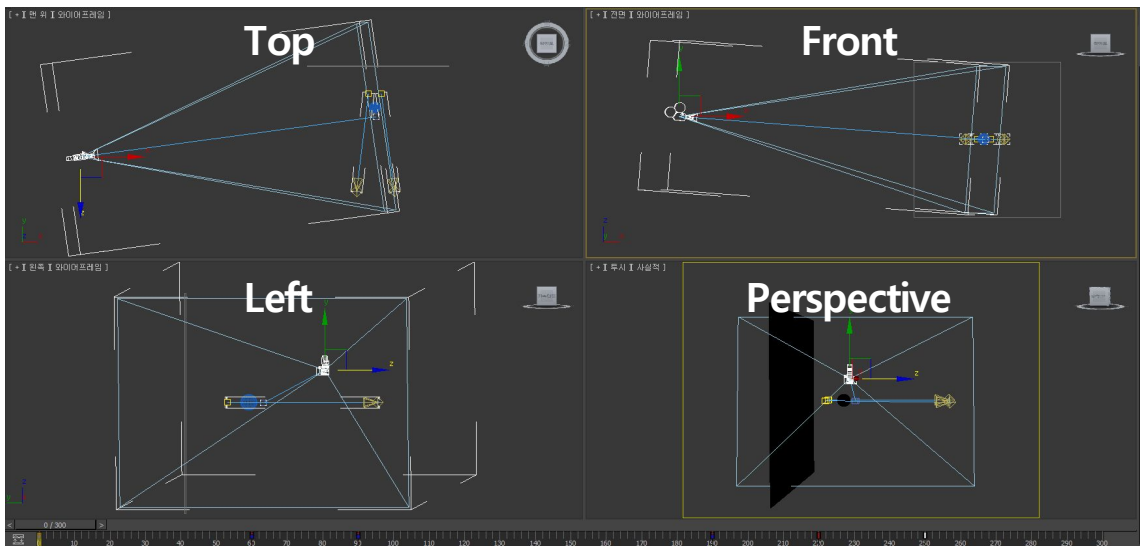 [ + ][ 맨 위 ][ 와이어프레임 ]
Top
[ + ][ 전면 ][ 와이어프레임 ]
Front
[ + ][ 왼쪽 ][ 와이어프레임 ]
Left
z
[ + ][ 투시 ][ 사실적 ]
Perspective
z
< 0 / 300 >
0 10 20 30 40 50 60 70 80 90 100 110 120 130 140 150 160 170 180 190 200 210 220 230 240 250 260 270 280 290 300